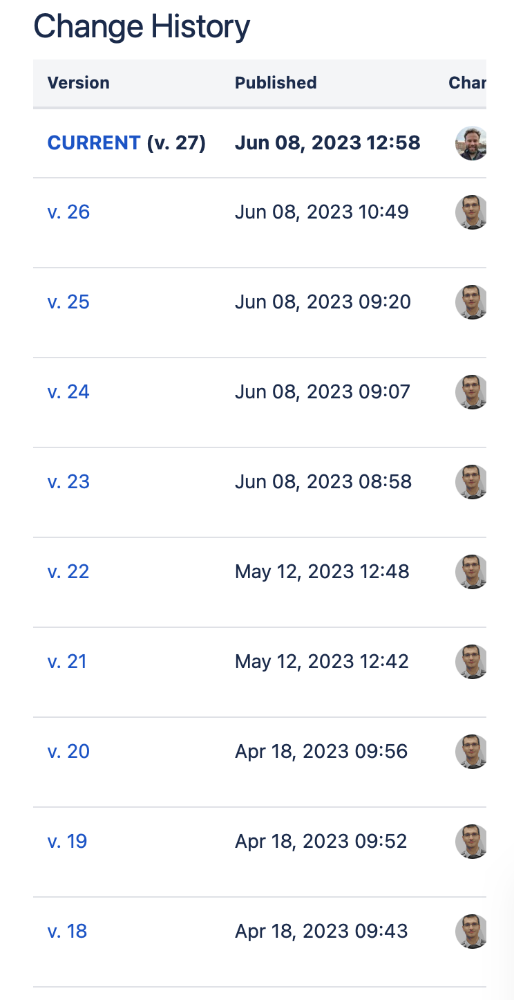 Change History
Version Published Char
CURRENT (v. 27) Jun 08, 2023 12:58
v. 26 Jun 08, 2023 10:49
v. 25 Jun 08, 2023 09:20
v. 24 Jun 08, 2023 09:07
v. 23 Jun 08, 2023 08:58
v. 22 May 12, 2023 12:48
v. 21 May 12, 2023 12:42
v. 20 Apr 18, 2023 09:56
v. 19 Apr 18, 2023 09:52
v. 18 Apr 18, 2023 09:43